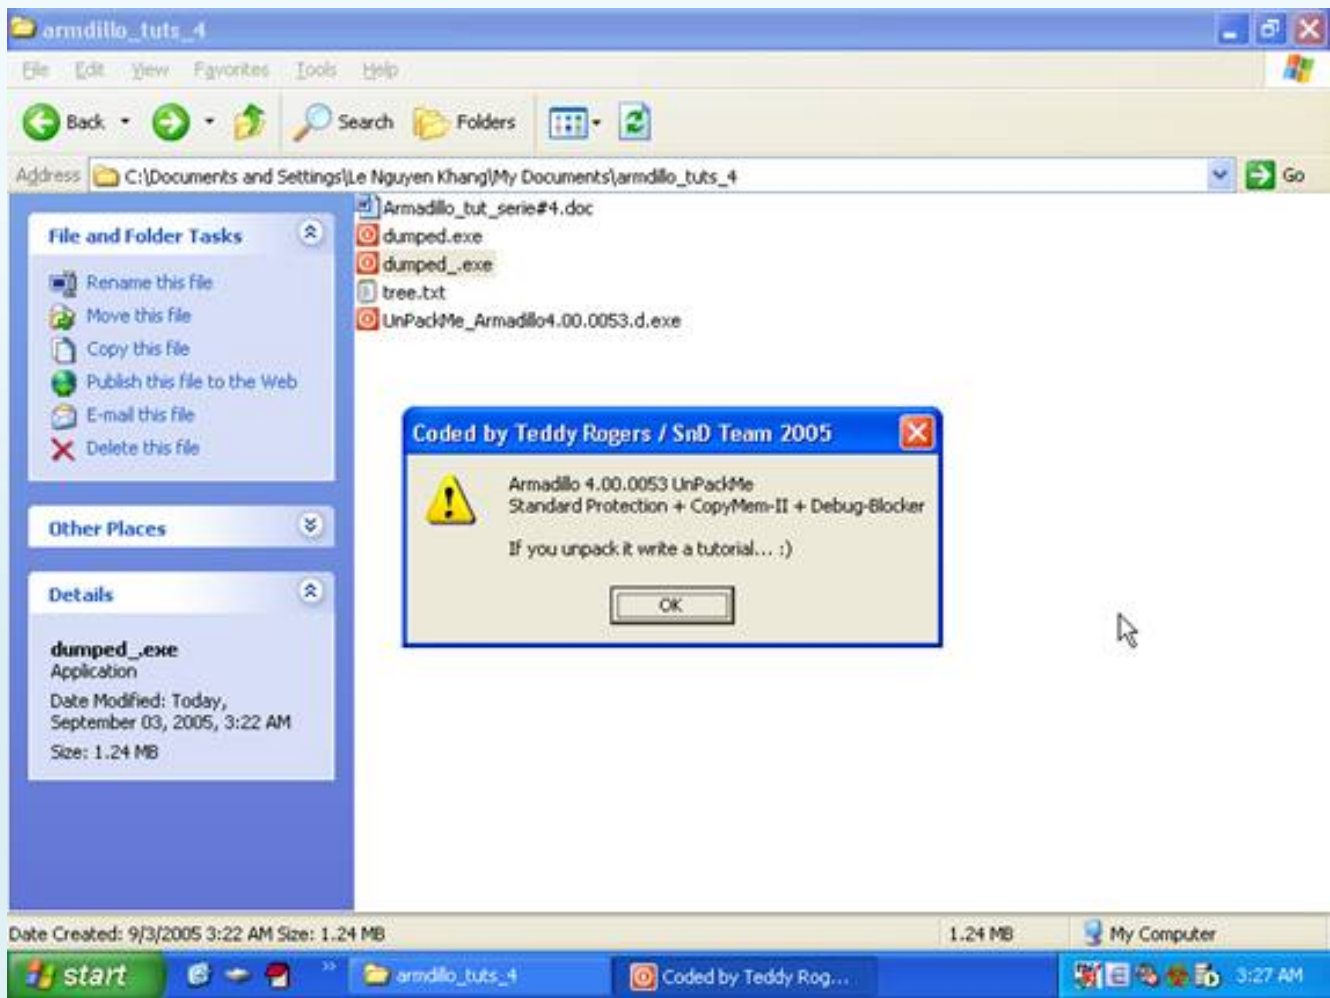 armdillo_tuts_4
File Edit View Favorites Tools Help
Back Search Folders
Address C:\Documents and Settings\Le Nguyen Khang\My Documents\armdillo_tuts_4 Go
File and Folder Tasks
Rename this file
Move this file
Copy this file
Publish this file to the Web
E-mail this file
Delete this file
Other Places
Details
dumped_.exe
Application
Date Modified: Today,
September 03, 2005, 3:22 AM
Size: 1.24 MB
Armadillo_tut_serie#4.doc
dumped.exe
dumped_.exe
tree.txt
UnPackMe_Armadillo4.00.0053.d.exe
Coded by Teddy Rogers / SnD Team 2005
Armadillo 4.00.0053 UnPackMe
Standard Protection + CopyMem-II + Debug-Blocker
If you unpack it write a tutorial... :)
OK
Date Created: 9/3/2005 3:22 AM Size: 1.24 MB 1.24 MB My Computer
start armdillo_tuts_4 Coded by Teddy Rog... 3:27 AM